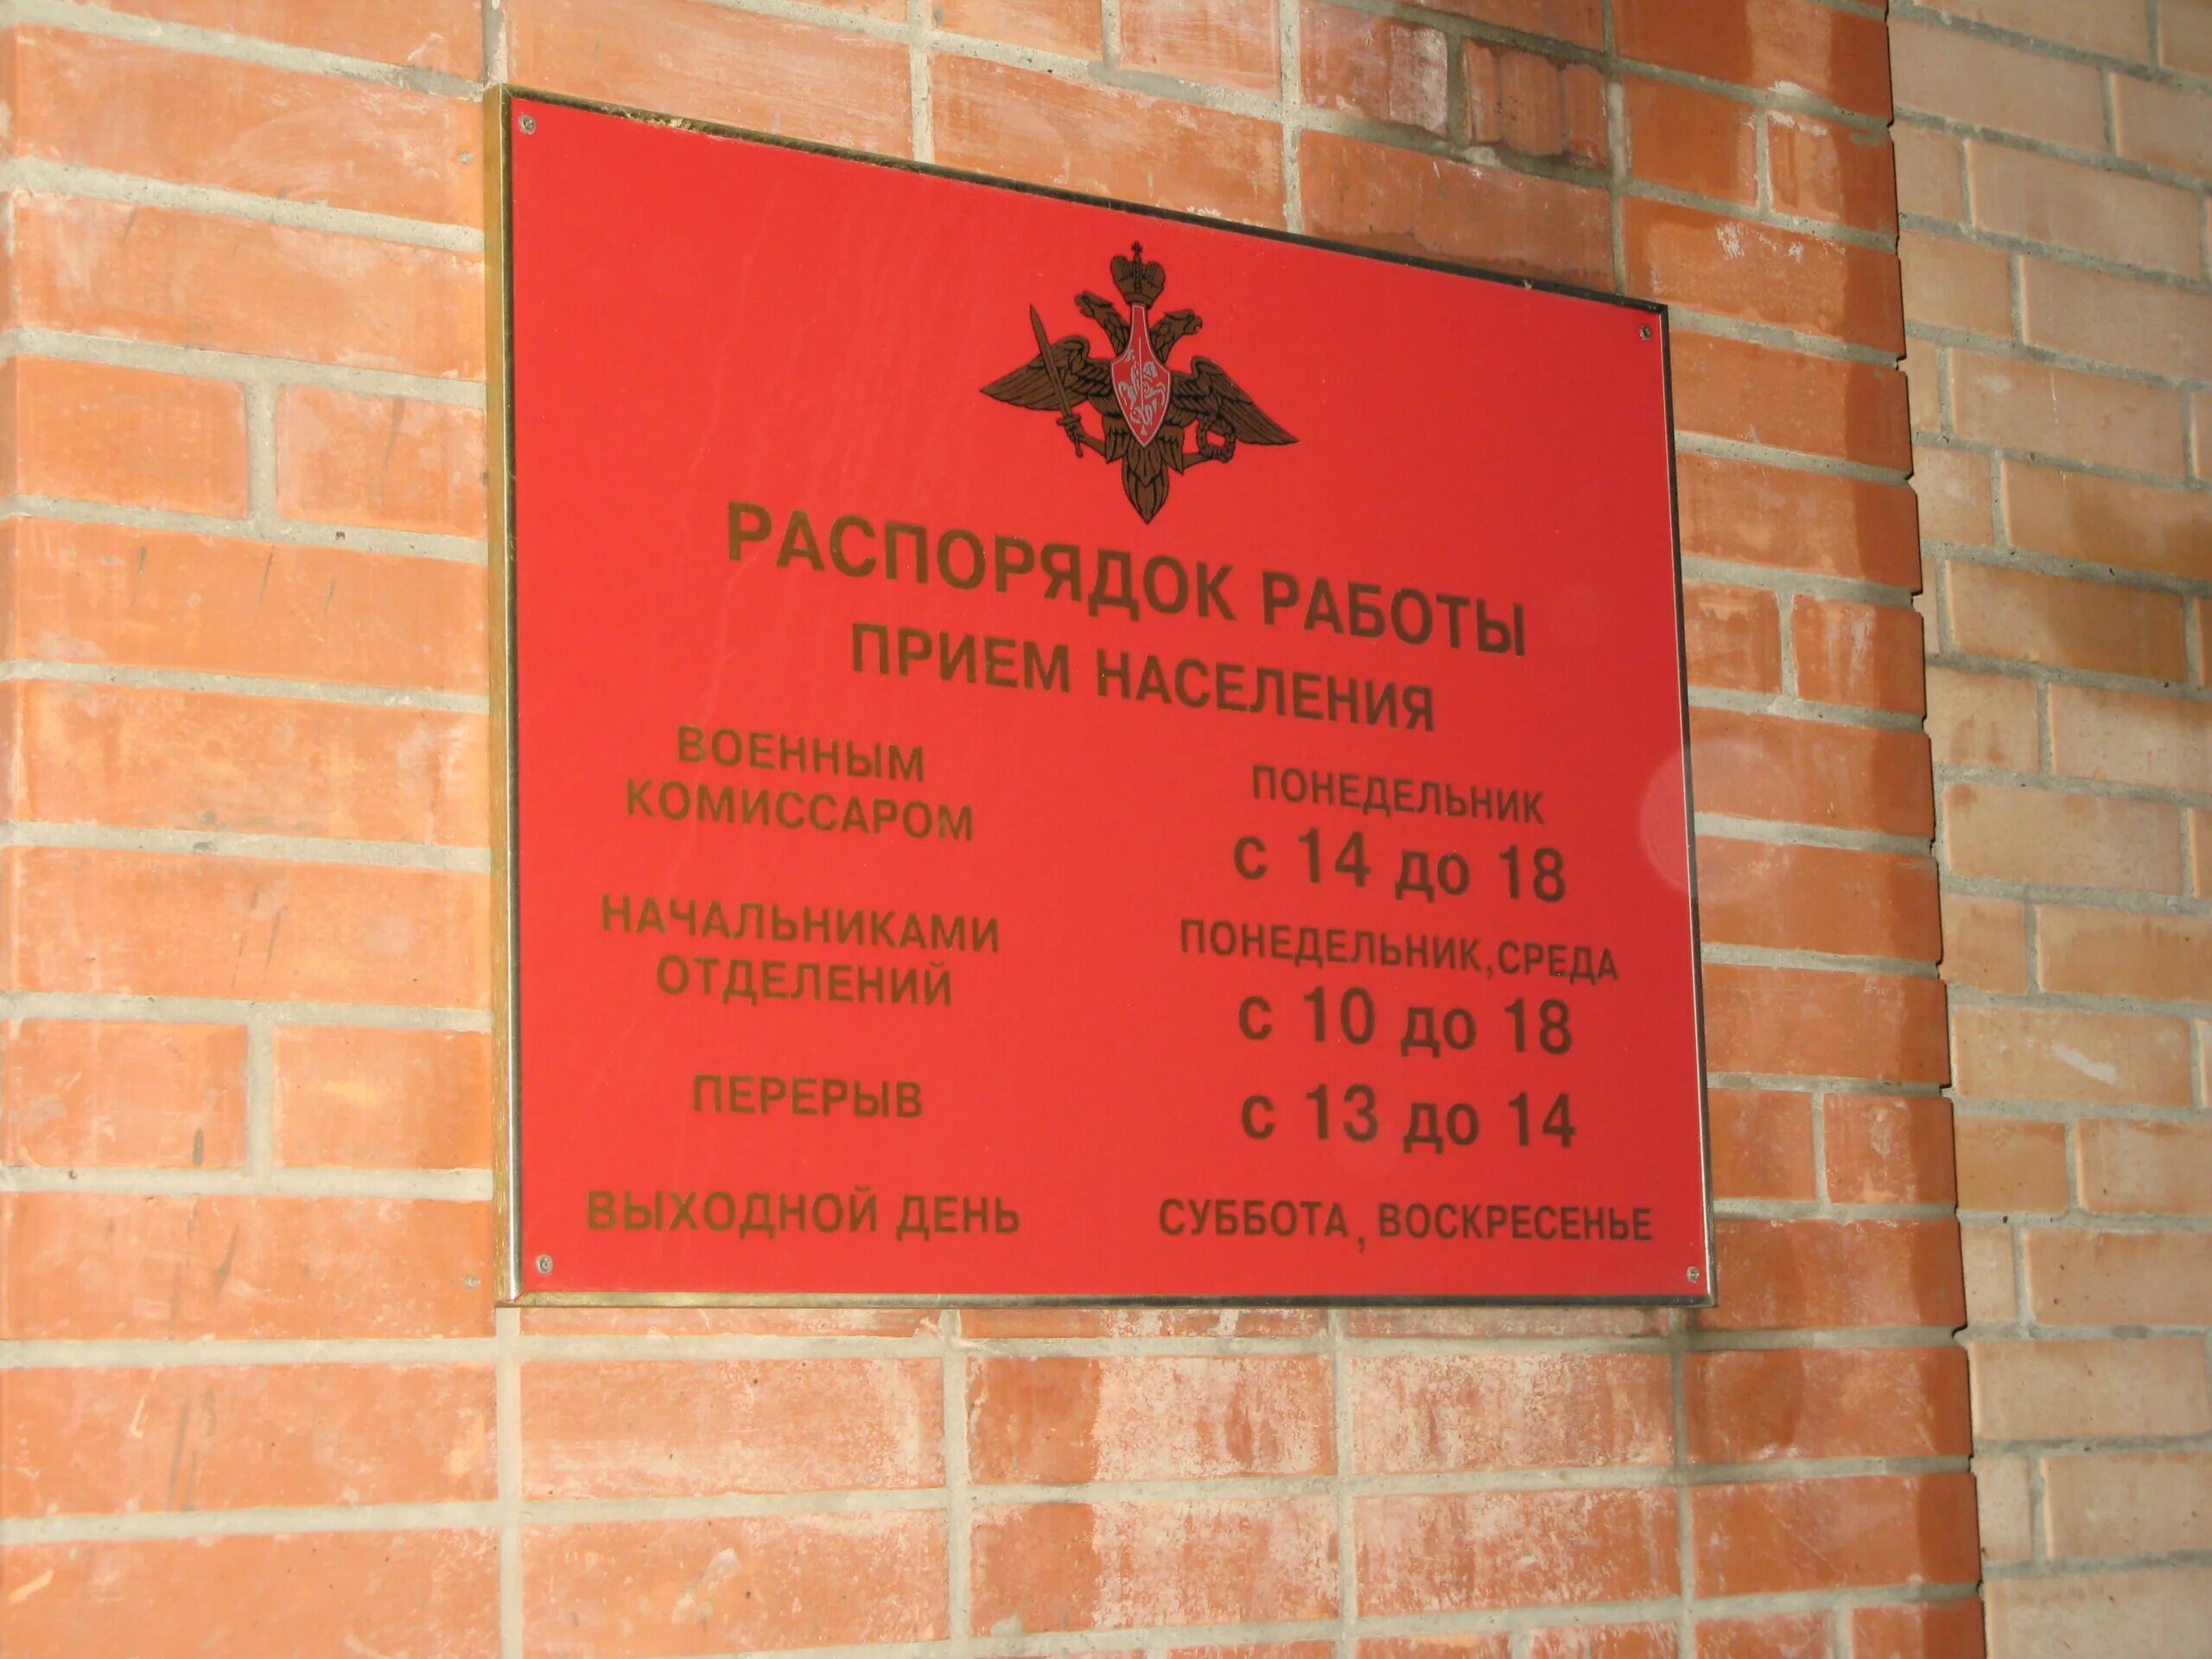 РАСПОРЯДОК РАБОТЫ
ПРИЕМ НАСЕЛЕНИЯ
ВОЕННЫМ
КОМИССАРОМ
ПОНЕДЕЛЬНИК
с 14 до 18
НАЧАЛЬНИКАМИ
ОТДЕЛЕНИЙ
ПОНЕДЕЛЬНИК,СРЕДА
с 10 до 18
ПЕРЕРЫВ
с 13 до 14
ВЫХОДНОЙ ДЕНЬ
СУББОТА, ВОСКРЕСЕНЬЕ